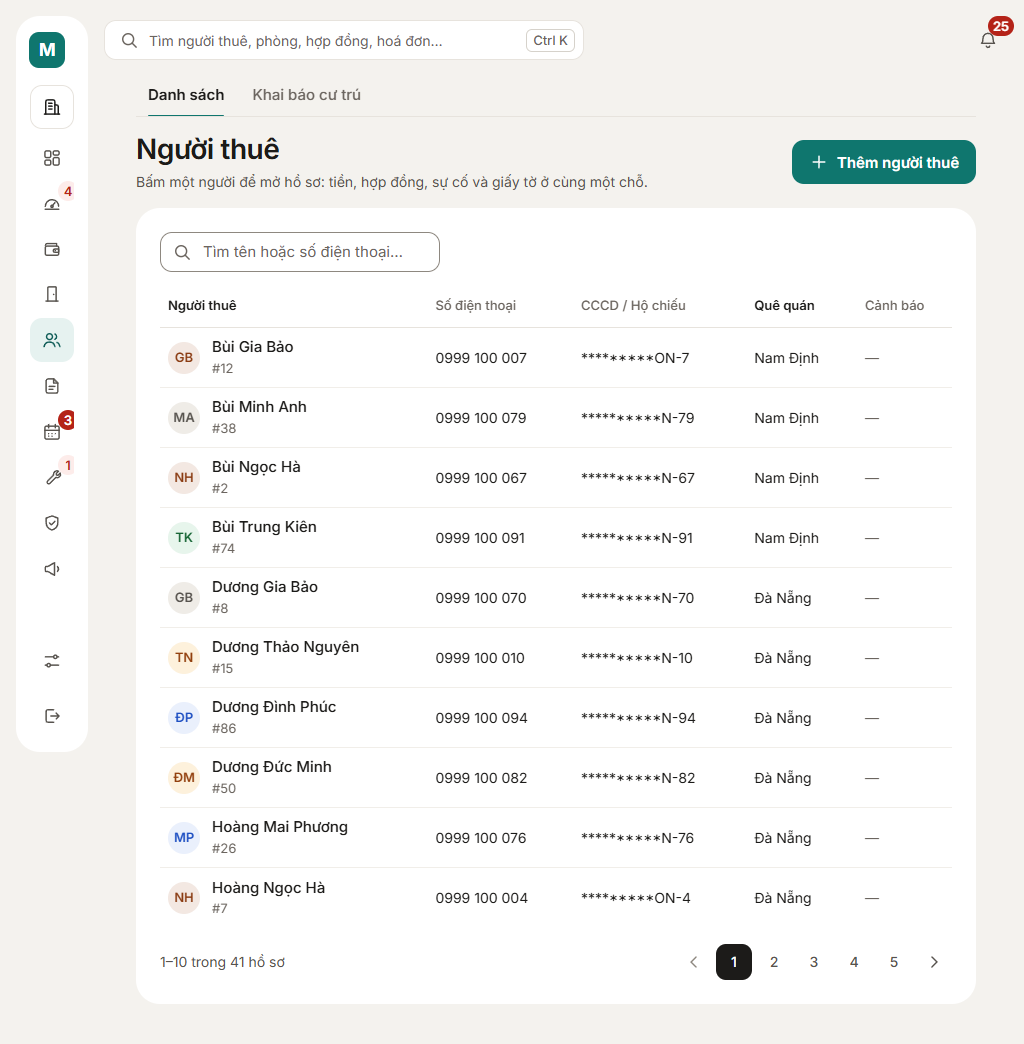 M
Tìm người thuê, phòng, hợp đồng, hoá đơn...
Ctrl K
25
4
3
1
Danh sách
Khai báo cư trú
Người thuê
Bấm một người để mở hồ sơ: tiền, hợp đồng, sự cố và giấy tờ ở cùng một chỗ.
Thêm người thuê
Tìm tên hoặc số điện thoại...
Người thuê Số điện thoại CCCD / Hộ chiếu Quê quán Cảnh báo
GB Bùi Gia Bảo 0999 100 007 *********ON-7 Nam Định —
#12
MA Bùi Minh Anh 0999 100 079 **********N-79 Nam Định —
#38
NH Bùi Ngọc Hà 0999 100 067 **********N-67 Nam Định —
#2
TK Bùi Trung Kiên 0999 100 091 **********N-91 Nam Định —
#74
GB Dương Gia Bảo 0999 100 070 **********N-70 Đà Nẵng —
#8
TN Dương Thảo Nguyên 0999 100 010 **********N-10 Đà Nẵng —
#15
ĐP Dương Đình Phúc 0999 100 094 **********N-94 Đà Nẵng —
#86
ĐM Dương Đức Minh 0999 100 082 **********N-82 Đà Nẵng —
#50
MP Hoàng Mai Phương 0999 100 076 **********N-76 Đà Nẵng —
#26
NH Hoàng Ngọc Hà 0999 100 004 *********ON-4 Đà Nẵng —
#7
1–10 trong 41 hồ sơ
1 2 3 4 5